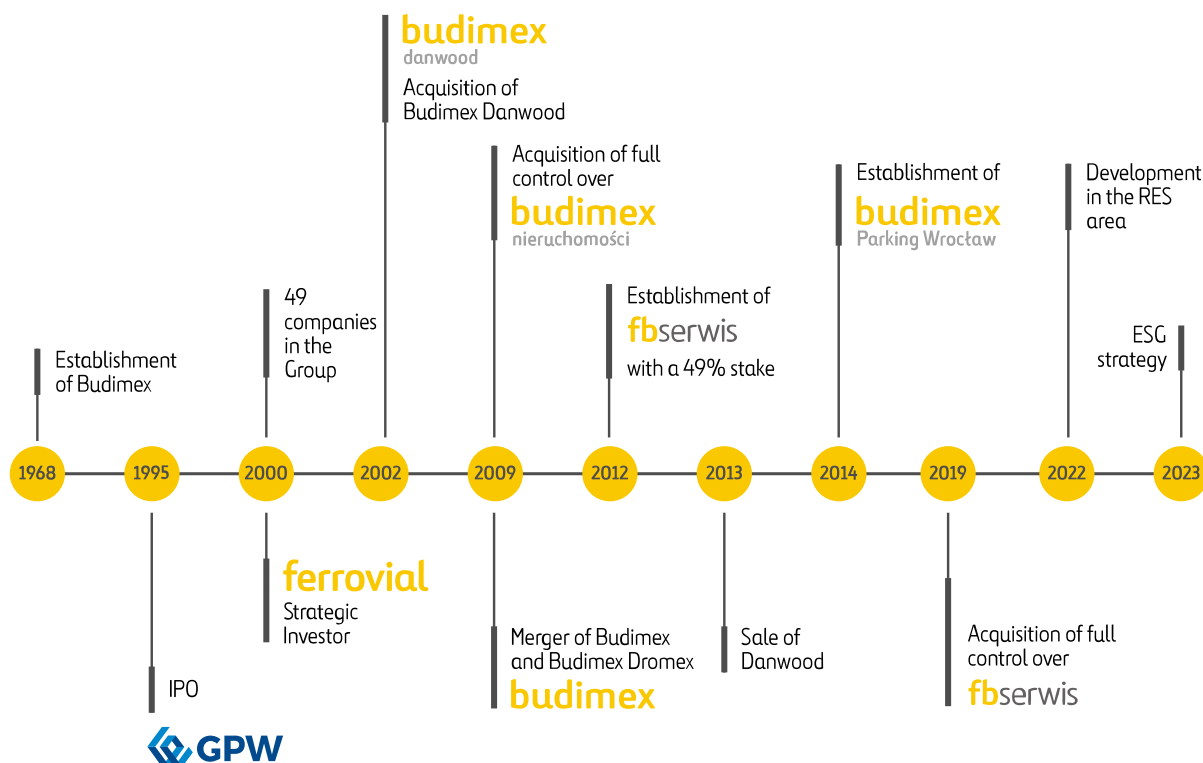 budimex
danwood
Acquisition of
Budimex Danwood
Acquisition of full
control over
budimex
nieruchomości
Establishment of
budimex
Parking Wrocław
Development
in the RES
area
49
companies
in the
Group
Establishment of
fbserwis
with a 49% stake
Establishment
of Budimex
ESG
strategy
1968
1995
2000
2002
2009
2012
2013
2014
2019
2022
2023
ferrovial
Strategic
Investor
IPO
GPW
Merger of Budimex
and Budimex Dromex
budimex
Sale of
Danwood
Acquisition of full
control over
fbserwis